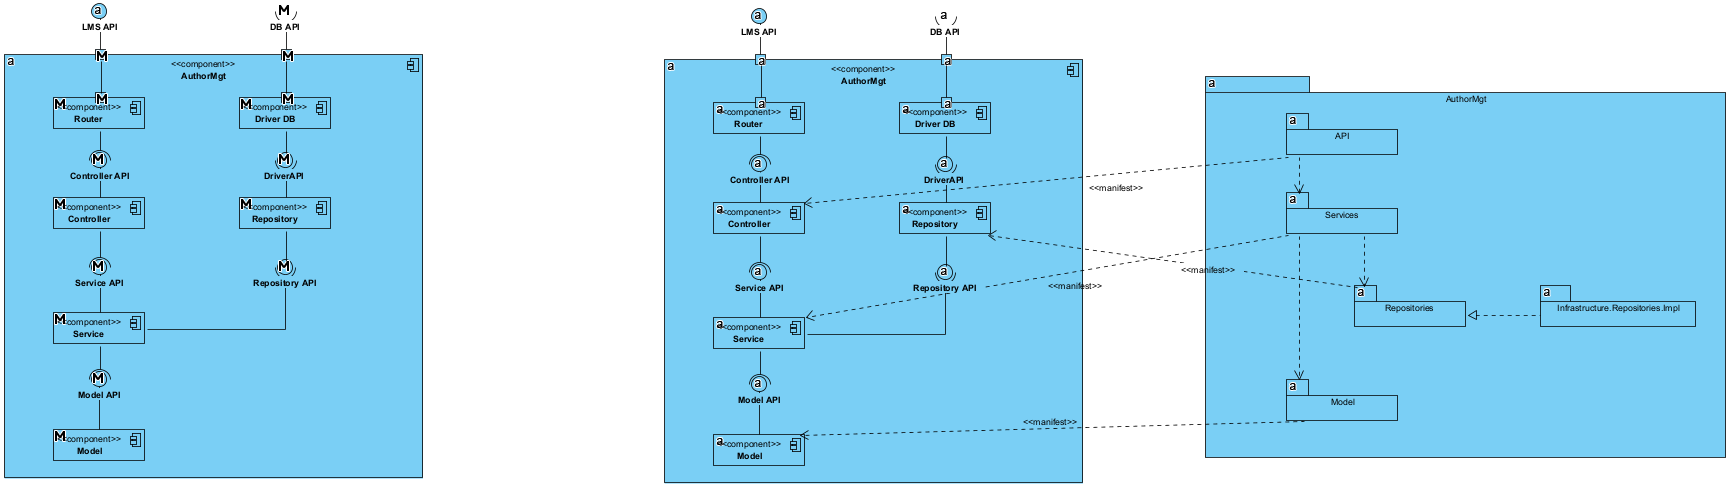 a
LMS API
M
DB API
a
M
M
<<component>>
AuthorMgt
M
M
<<component>>
Router
M
M
<<component>>
Driver DB
M
Controller API
M
DriverAPI
M
<<component>>
Controller
M
<<component>>
Repository
M
Service API
M
Repository API
M
<<component>>
Service
M
Model API
M
<<component>>
Model
a
LMS API
a
DB API
a
a
a
<<component>>
AuthorMgt
a
a
<<component>>
Router
a
a
<<component>>
Driver DB
a
Controller API
a
DriverAPI
a
<<component>>
Controller
a
<<component>>
Repository
a
Service API
a
Repository API
a
<<component>>
Service
a
Model API
a
<<component>>
Model
<<manifest>>
<<manifest>>
<<manifest>>
<<manifest>>
a
AuthorMgt
a
API
a
Services
a
Repositories
a
Infrastructure.Repositories.Impl
a
Model